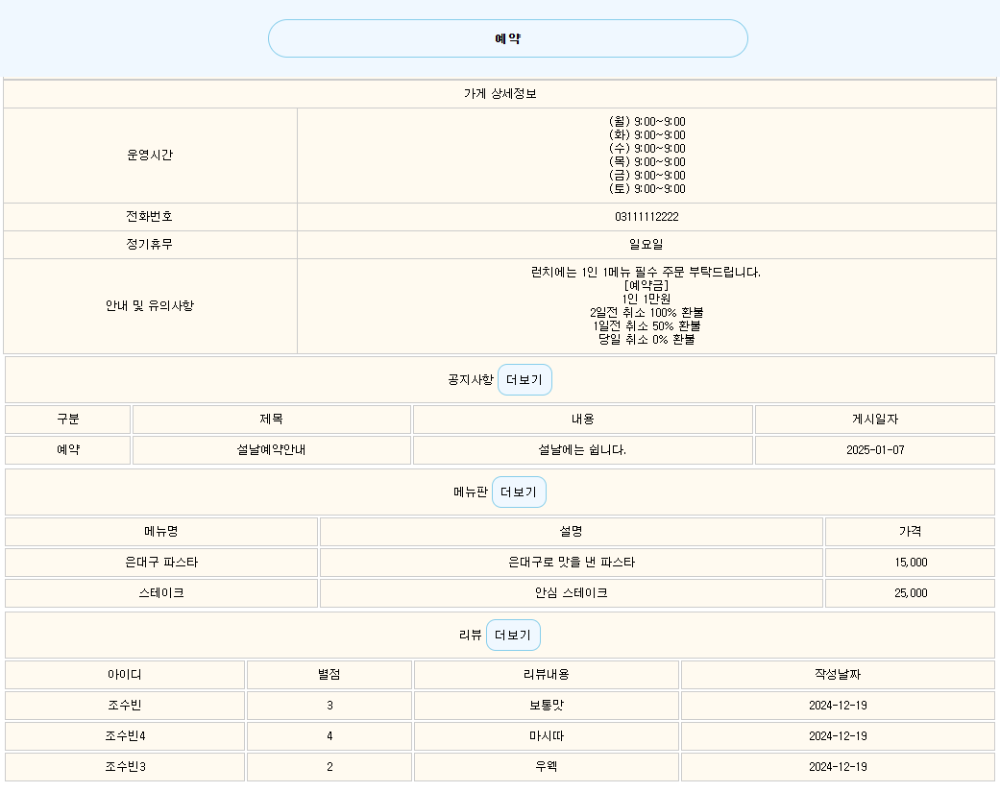 예약
가게 상세정보
운영시간
(월) 9:00~9:00
(화) 9:00~9:00
(수) 9:00~9:00
(목) 9:00~9:00
(금) 9:00~9:00
(토) 9:00~9:00
전화번호 03111112222
정기휴무 일요일
안내 및 유의사항
런치에는 1인 1메뉴 필수 주문 부탁드립니다.
[예약금]
1인 1만원
2일전 취소 100% 환불
1일전 취소 50% 환불
당일 취소 0% 환불
공지사항 더보기
구분 제목 내용 게시일자
예약 설날예약안내 설날에는 쉽니다. 2025-01-07
메뉴판 더보기
메뉴명 설명 가격
은대구 파스타 은대구로 맛을 낸 파스타 15,000
스테이크 안심 스테이크 25,000
리뷰 더보기
아이디 별점 리뷰내용 작성날짜
조수빈 3 보통맛 2024-12-19
조수빈4 4 마시따 2024-12-19
조수빈3 2 우웩 2024-12-19